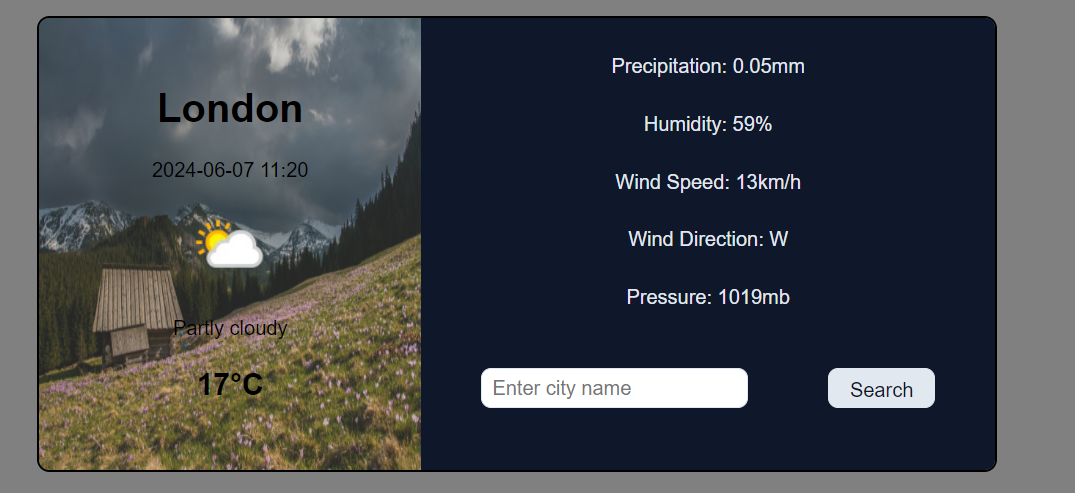 London
2024-06-07 11:20
Partly cloudy
17°C
Precipitation: 0.05mm
Humidity: 59%
Wind Speed: 13km/h
Wind Direction: W
Pressure: 1019mb
Enter city name
Search